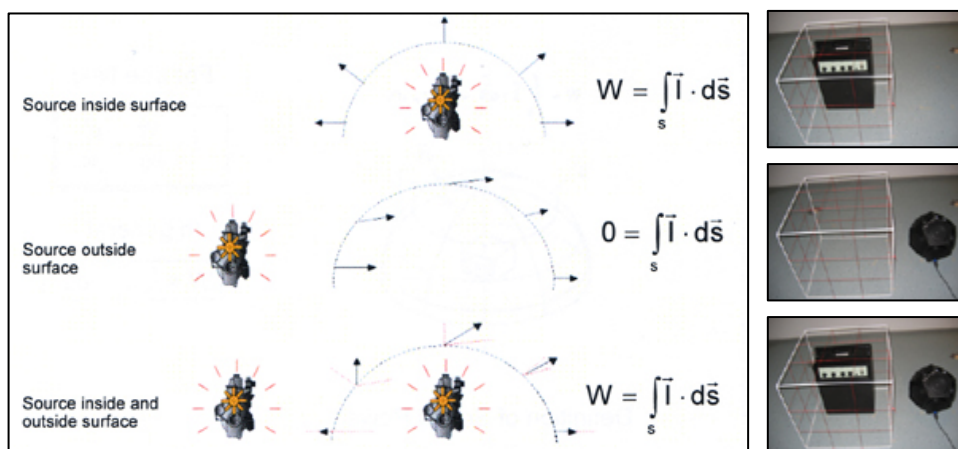 Source inside surface
W = ∫ I⃗ · ds⃗
S
Source outside
surface
0 = ∫ I⃗ · ds⃗
S
Source inside and
outside surface
W = ∫ I⃗ · ds⃗
S